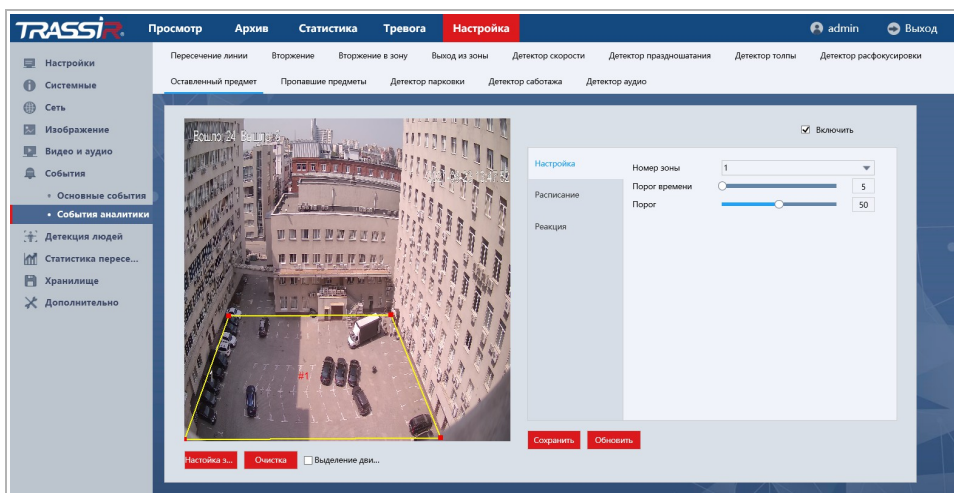 TRASSIR
Просмотр Архив Статистика Тревога Настройка admin Выход
Настройки
Системные
Сеть
Изображение
Видео и аудио
События
Основные события
События аналитики
Детекция людей
Статистика пересе...
Хранилище
Дополнительно
Пересечение линии Вторжение Вторжение в зону Выход из зоны Детектор скорости Детектор праздношатания Детектор толпы Детектор расфокусировки
Оставленный предмет Пропавшие предметы Детектор парковки Детектор саботажа Детектор аудио
Вошло: 24
#1
Настойка з... Очистка Выделение дви...
Включить
Настройка
Расписание
Реакция
Номер зоны 1
Порог времени 5
Порог 50
Сохранить Обновить